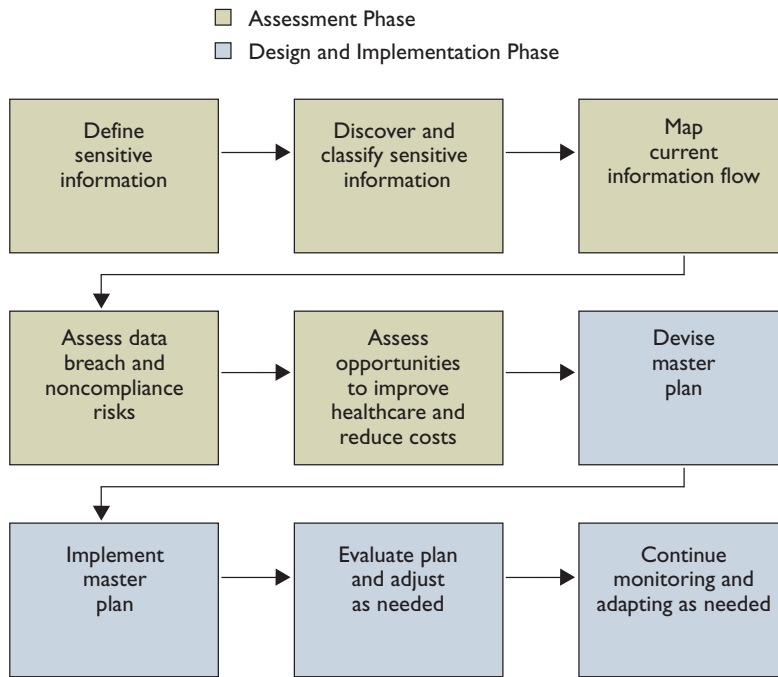 Assessment Phase
Design and Implementation Phase
Define
sensitive
information
Discover and
classify sensitive
information
Map
current
information flow
Assess data
breach and
noncompliance
risks
Assess
opportunities
to improve
healthcare and
reduce costs
Devise
master
plan
Implement
master
plan
Evaluate plan
and adjust
as needed
Continue
monitoring and
adapting as needed